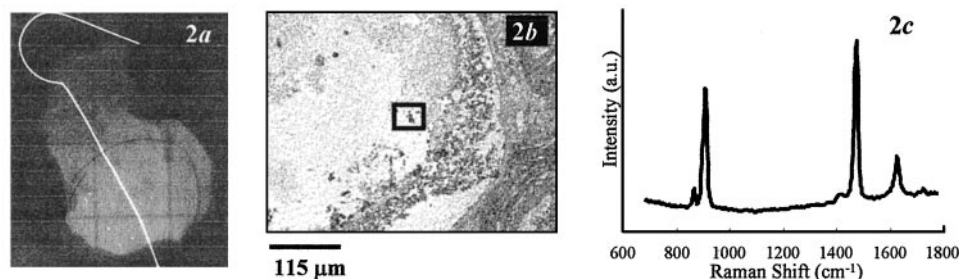 2a
2b
115 μm
2c
Intensity (a.u.)
600 800 1000 1200 1400 1600 1800
Raman Shift (cm-1)